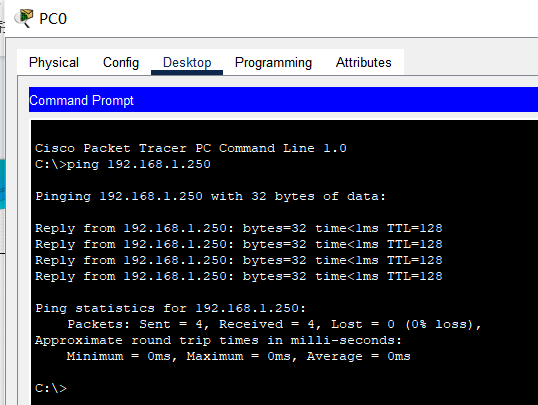 PC0
Physical Config Desktop Programming Attributes
Command Prompt
Cisco Packet Tracer PC Command Line 1.0
C:\>ping 192.168.1.250
Pinging 192.168.1.250 with 32 bytes of data:
Reply from 192.168.1.250: bytes=32 time<1ms TTL=128
Reply from 192.168.1.250: bytes=32 time<1ms TTL=128
Reply from 192.168.1.250: bytes=32 time<1ms TTL=128
Reply from 192.168.1.250: bytes=32 time<1ms TTL=128
Ping statistics for 192.168.1.250:
Packets: Sent = 4, Received = 4, Lost = 0 (0% loss),
Approximate round trip times in milli-seconds:
Minimum = 0ms, Maximum = 0ms, Average = 0ms
C:\>